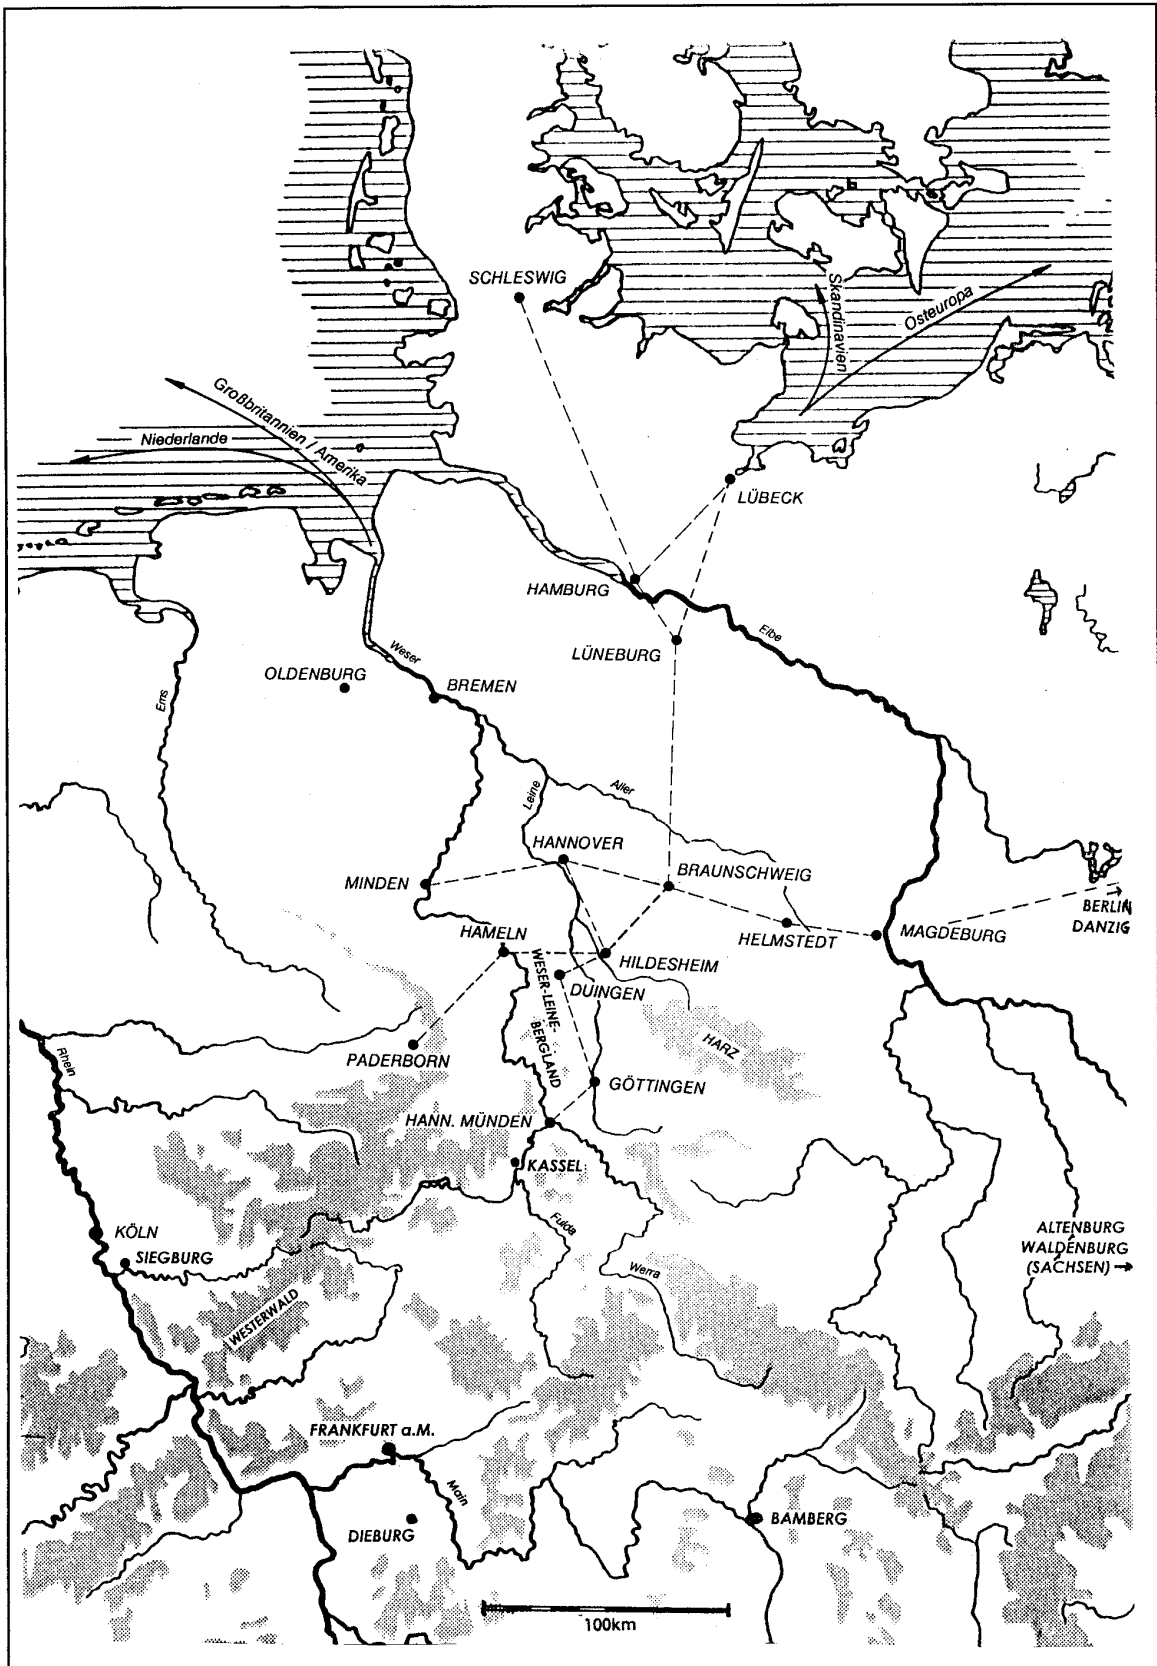 SCHLESWIG
Skandinavien
Osteuropa
Großbritannien / Amerika
Niederlande
LÜBECK
HAMBURG
Elbe
LÜNEBURG
Weser
OLDENBURG
BREMEN
Ems
Leine
Aller
HANNOVER
BRAUNSCHWEIG
MINDEN
BERLIN
DANZIG
HAMELN
HELMSTEDT
MAGDEBURG
HILDESHEIM
WESER-LEINE-
BERGLAND
DUINGEN
HARZ
Rhein
PADERBORN
GÖTTINGEN
HANN. MÜNDEN
KASSEL
KÖLN
SIEGBURG
Fulda
Werra
ALTENBURG
WALDENBURG
(SACHSEN)
WESTERWALD
FRANKFURT a.M.
Main
DIEBURG
BAMBERG
100km